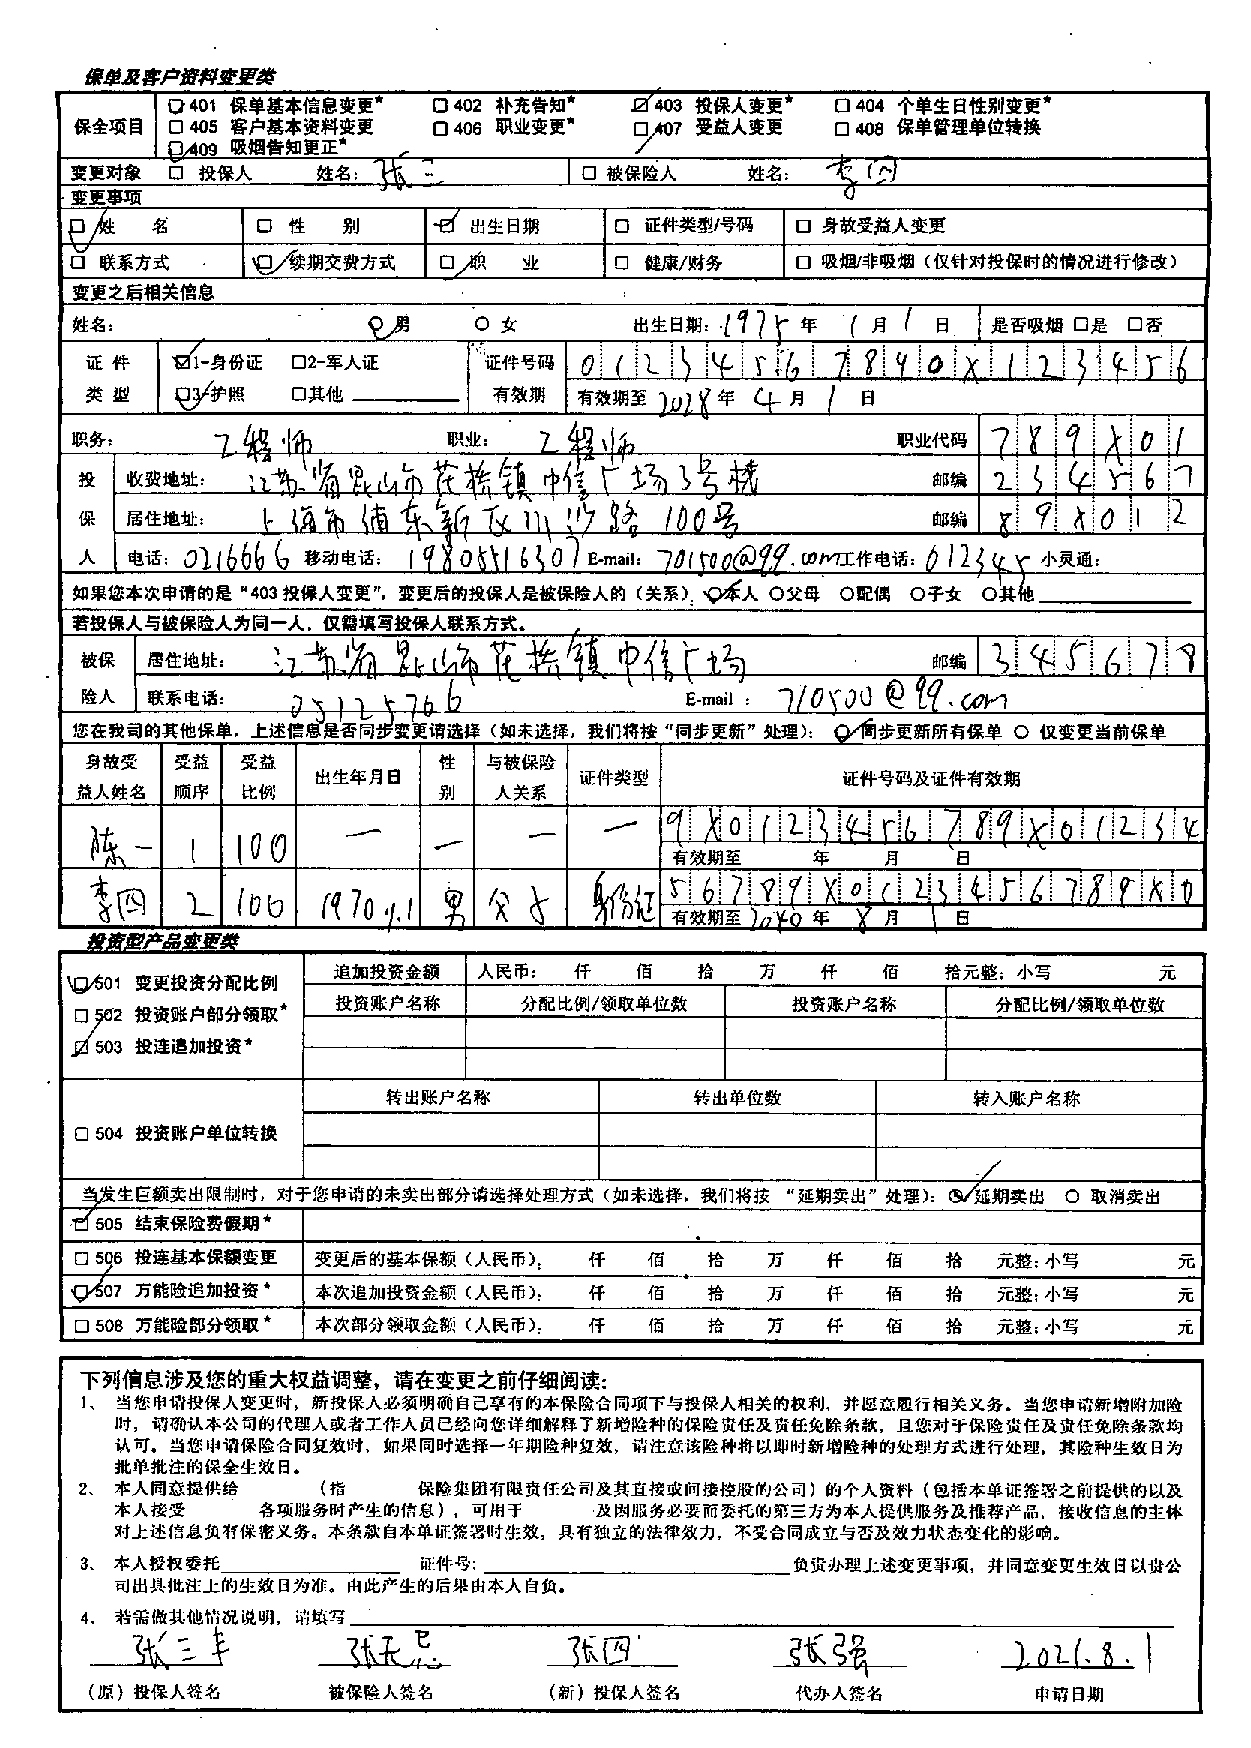 保单及客户资料变更类
保全项目 401 保单基本信息变更* 402 补充告知* 403 投保人变更* 404 个单生日性别变更*
405 客户基本资料变更 406 职业变更* 407 受益人变更 408 保单管理单位转换
409 吸烟告知更正*
变更对象 投保人 姓名: 张三 被保险人 姓名: 李四
变更事项
姓 名 性 别 出生日期 证件类型/号码 身故受益人变更
联系方式 续期交费方式 职 业 健康/财务 吸烟/非吸烟（仅针对投保时的情况进行修改）
变更之后相关信息
姓名: 男 女 出生日期: 1975 年 1 月 1 日 是否吸烟 是 否
证件 1-身份证 2-军人证 证件号码 01234567890X123456
类型 3-护照 其他 有效期 有效期至 2028 年 4 月 1 日
职务: 工程师 职业: 工程师 职业代码 789X01
投 收费地址: 江苏省昆山市花桥镇中信广场3号楼 邮编 234567
保 居住地址: 上海市浦东新区川沙路100号 邮编 89X012
人 电话: 0216666 移动电话: 19805516307 E-mail: 701500@qq.com 工作电话: 012345 小灵通:
如果您本次申请的是“403投保人变更”，变更后的投保人是被保险人的（关系）: 本人 父母 配偶 子女 其他
若投保人与被保险人为同一人，仅需填写投保人联系方式。
被保 居住地址: 江苏省昆山市花桥镇中信广场 邮编 345678
险人 联系电话: 05125766 E-mail: 710500@qq.com
您在我司的其他保单，上述信息是否同步变更请选择（如未选择，我们将按“同步更新”处理）: 同步更新所有保单 仅变更当前保单
身故受益人姓名 受益顺序 受益比例 出生年月日 性别 与被保险人关系 证件类型 证件号码及证件有效期
陈一 1 100 — — — — 9X0123456789X01234
有效期至 年 月 日
李四 2 100 1970.1.1 男 父子 身份证 56789X0123456789X0
有效期至 2040 年 8 月 1 日
投资型产品变更类
501 变更投资分配比例 追加投资金额 人民币: 仟 佰 拾 万 仟 佰 拾元整: 小写 元
502 投资账户部分领取* 投资账户名称 分配比例/领取单位数 投资账户名称 分配比例/领取单位数
503 投连追加投资*
504 投资账户单位转换 转出账户名称 转出单位数 转入账户名称
当发生巨额卖出限制时，对于您申请的未卖出部分请选择处理方式（如未选择，我们将按“延期卖出”处理）: 延期卖出 取消卖出
505 结束保险费假期*
506 投连基本保额变更 变更后的基本保额（人民币）: 仟 佰 拾 万 仟 佰 拾 元整: 小写 元
507 万能险追加投资* 本次追加投资金额（人民币）: 仟 佰 拾 万 仟 佰 拾 元整: 小写 元
508 万能险部分领取* 本次部分领取金额（人民币）: 仟 佰 拾 万 仟 佰 拾 元整: 小写 元
下列信息涉及您的重大权益调整，请在变更之前仔细阅读:
1、当您申请投保人变更时，新投保人必须明确自己享有的本保险合同项下与投保人相关的权利，并愿意履行相关义务。当您申请新增附加险
时，请确认本公司的代理人或者工作人员已经向您详细解释了新增险种的保险责任及责任免除条款，且您对于保险责任及责任免除条款均
认可。当您申请保险合同复效时，如果同时选择一年期险种复效，请注意该险种将以即时新增险种的处理方式进行处理，其险种生效日为
批单批注的保全生效日。
2、本人同意提供给 （指 保险集团有限责任公司及其直接或间接控股的公司）的个人资料（包括本单证签署之前提供的以及
本人接受 各项服务时产生的信息），可用于 及因服务必要而委托的第三方为本人提供服务及推荐产品，接收信息的主体
对上述信息负有保密义务。本条款自本单证签署时生效，具有独立的法律效力，不受合同成立与否及效力状态变化的影响。
3、本人授权委托 证件号: 负责办理上述变更事项，并同意变更生效日以贵公
司出具批注上的生效日为准。由此产生的后果由本人自负。
4、若需做其他情况说明，请填写
张三丰 张无忌 张四 张强 2021.8.1
（原）投保人签名 被保险人签名 （新）投保人签名 代办人签名 申请日期